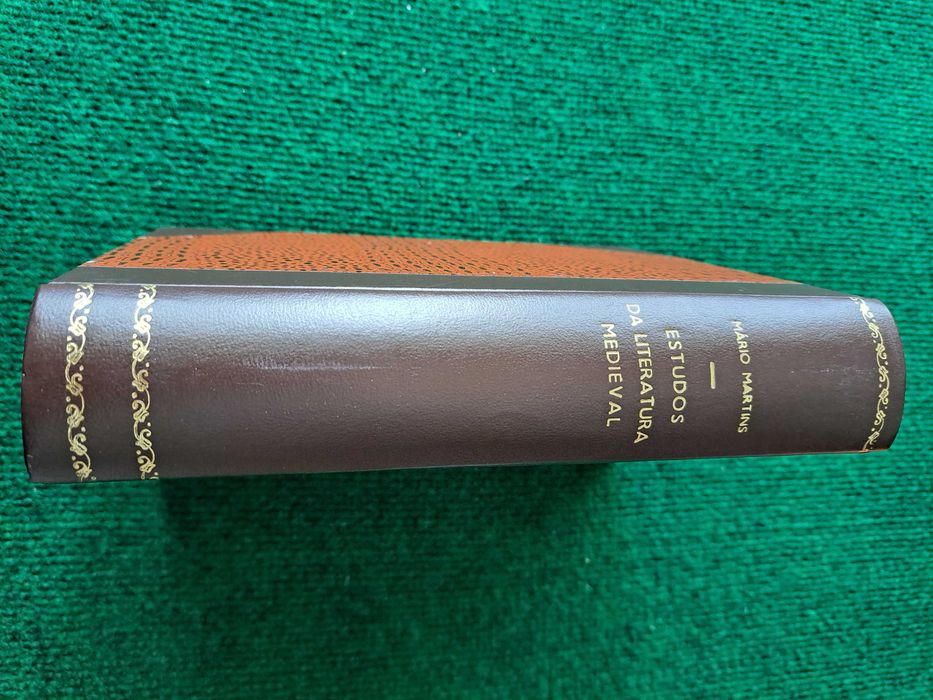 MÁRIO MARTINS
ESTUDOS
DA LITERATURA
MEDIEVAL